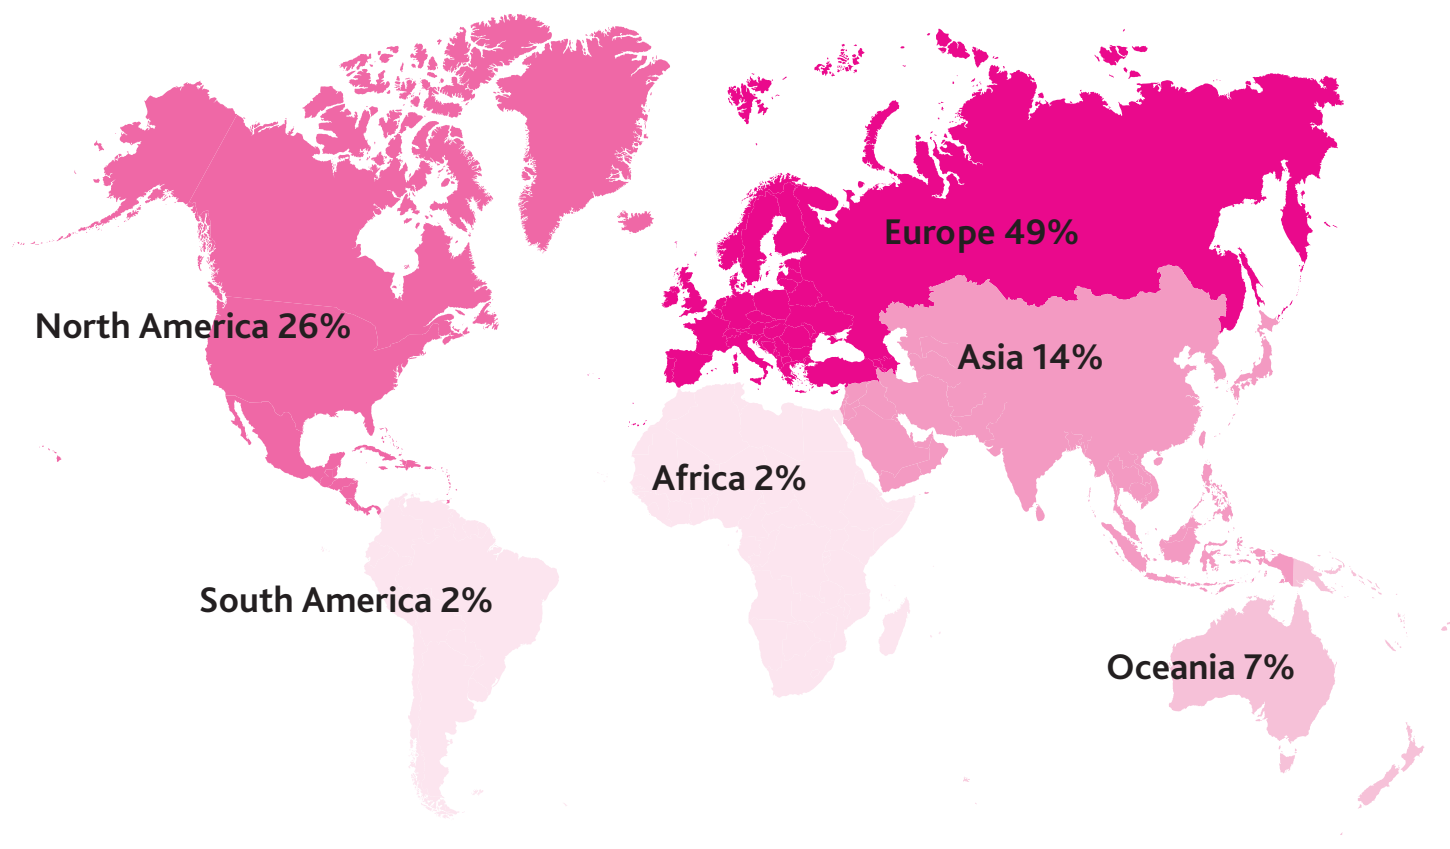 Europe 49%
North America 26%
Asia 14%
Africa 2%
South America 2%
Oceania 7%